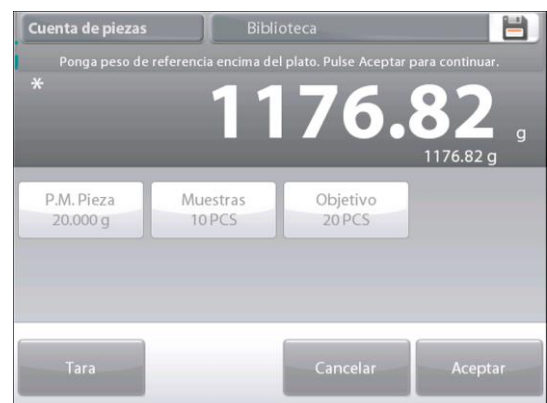 Cuenta de piezas
Biblioteca
Ponga peso de referencia encima del plato. Pulse Aceptar para continuar.
*
1176.82 g
1176.82 g
P.M. Pieza
20.000 g
Muestras
10 PCS
Objetivo
20 PCS
Tara
Cancelar
Aceptar